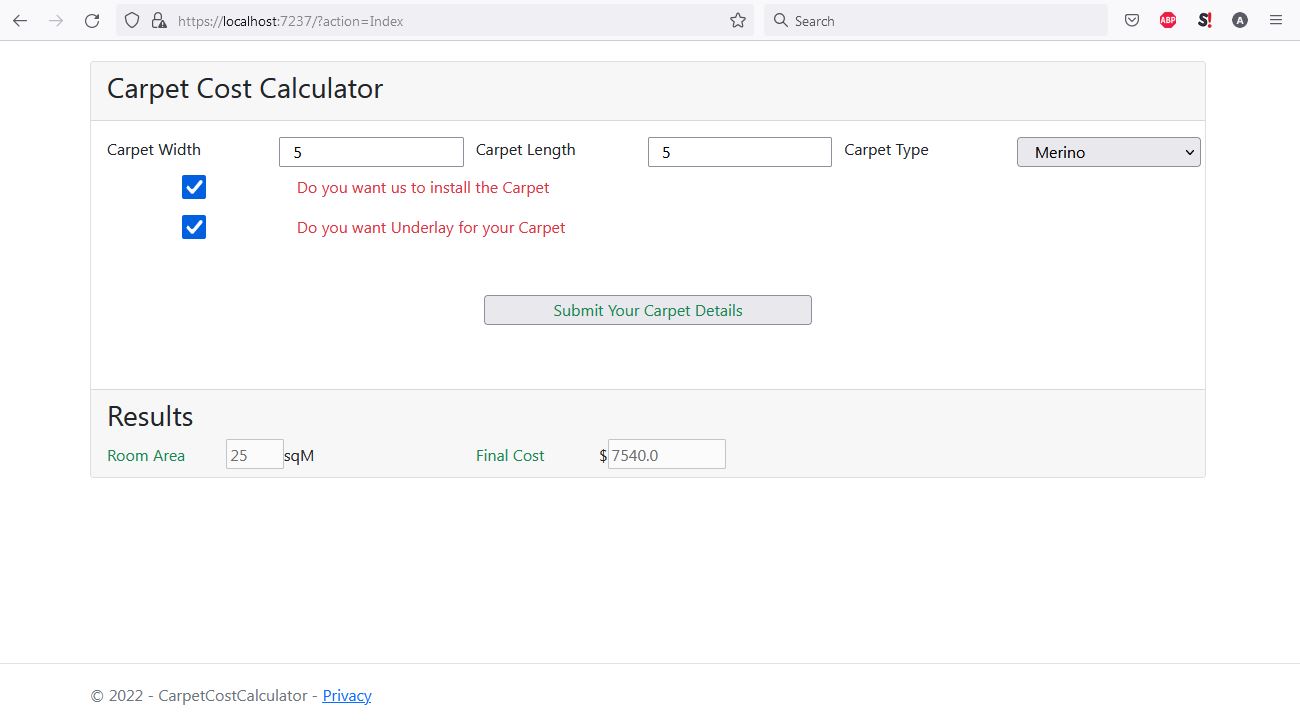 https://localhost:7237/?action=Index Search ABP S! A
Carpet Cost Calculator
Carpet Width 5 Carpet Length 5 Carpet Type Merino
Do you want us to install the Carpet
Do you want Underlay for your Carpet
Submit Your Carpet Details
Results
Room Area 25 sqM Final Cost $ 7540.0
© 2022 - CarpetCostCalculator - Privacy